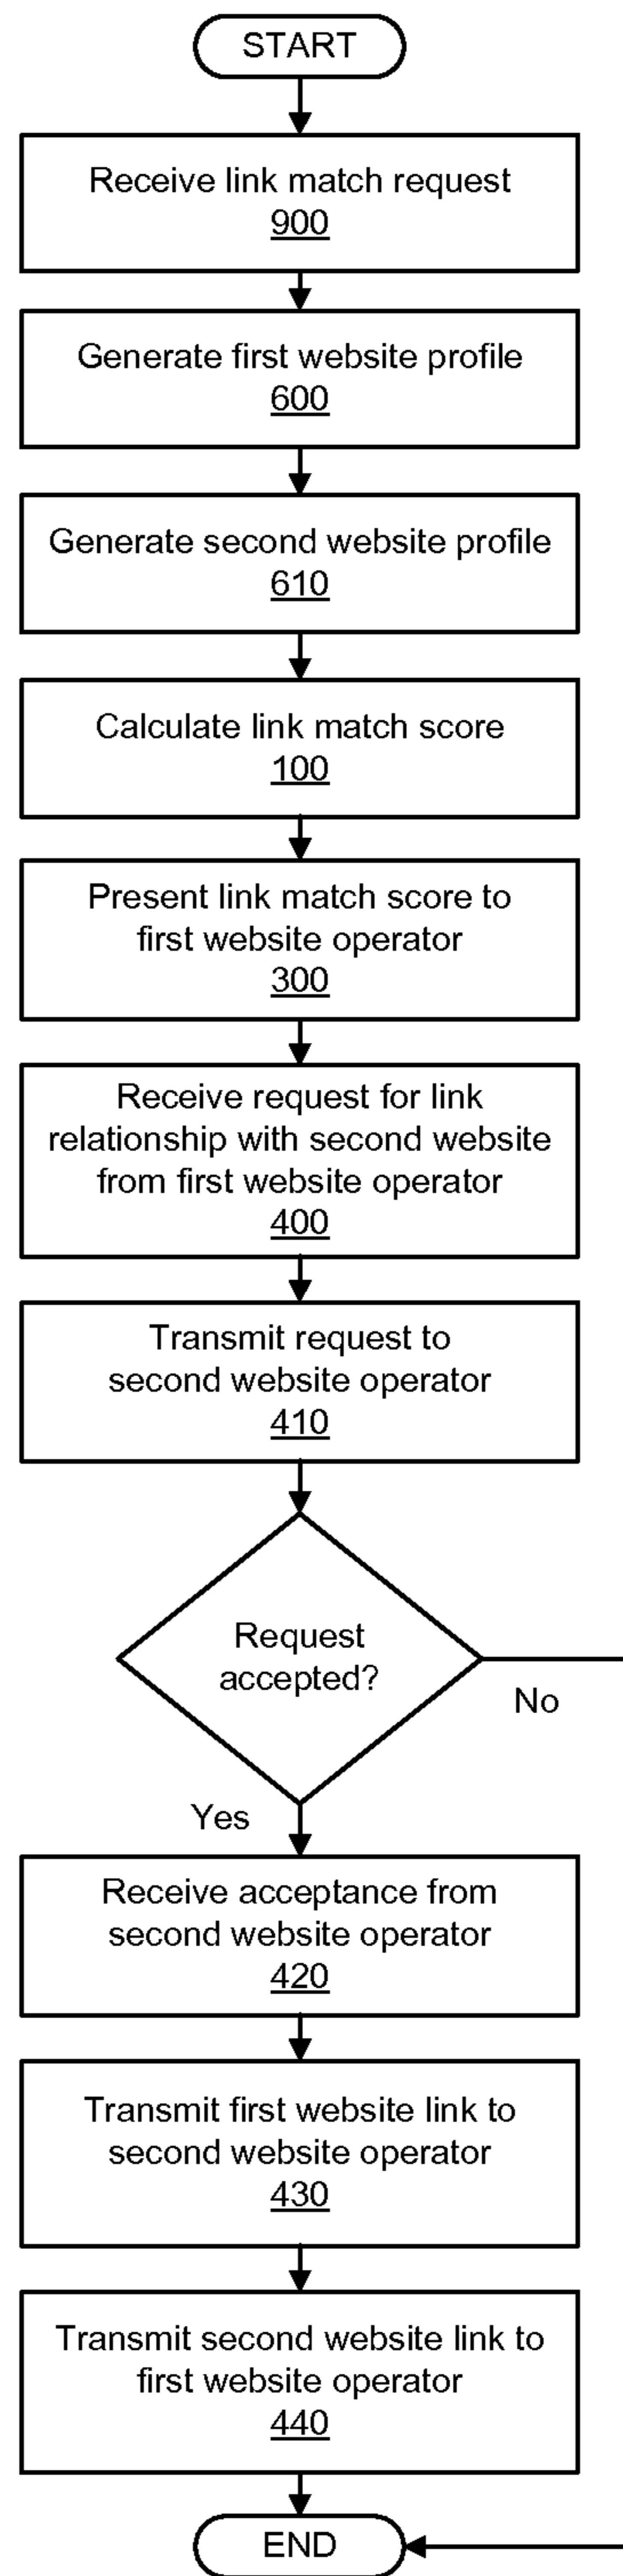 START
Receive link match request
900
Generate first website profile
600
Generate second website profile
610
Calculate link match score
100
Present link match score to
first website operator
300
Receive request for link
relationship with second website
from first website operator
400
Transmit request to
second website operator
410
Request
accepted?
No
Yes
Receive acceptance from
second website operator
420
Transmit first website link to
second website operator
430
Transmit second website link to
first website operator
440
END